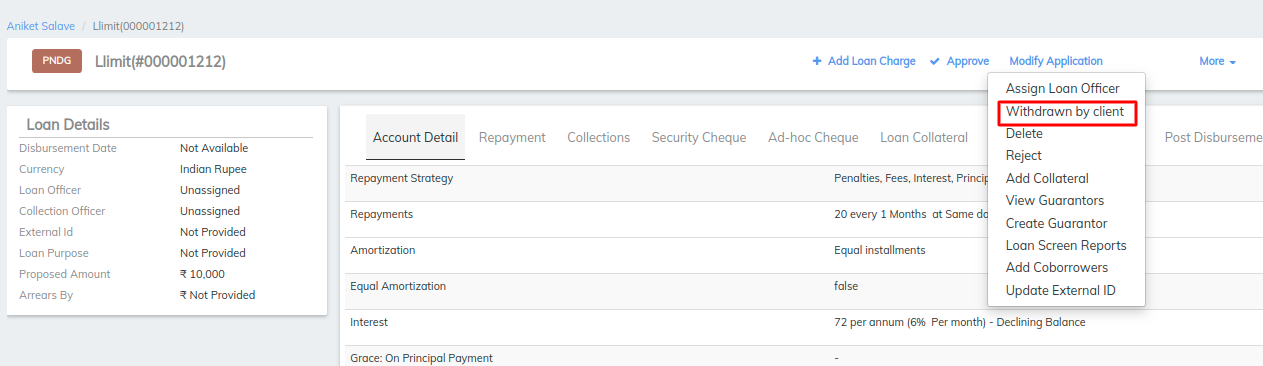 Aniket Salave / Llimit(000001212)
PNDG Llimit(#000001212) Add Loan Charge Approve Modify Application More
Assign Loan Officer
Withdrawn by client
Delete
Reject
Add Collateral
View Guarantors
Create Guarantor
Loan Screen Reports
Add Coborrowers
Update External ID
Loan Details
Disbursement Date Not Available
Currency Indian Rupee
Loan Officer Unassigned
Collection Officer Unassigned
External Id Not Provided
Loan Purpose Not Provided
Proposed Amount ₹ 10,000
Arrears By ₹ Not Provided
Account Detail Repayment Collections Security Cheque Ad-hoc Cheque Loan Collateral Post Disburseme
Repayment Strategy Penalties, Fees, Interest, Princip
Repayments 20 every 1 Months at Same da
Amortization Equal installments
Equal Amortization false
Interest 72 per annum (6% Per month) - Declining Balance
Grace: On Principal Payment -